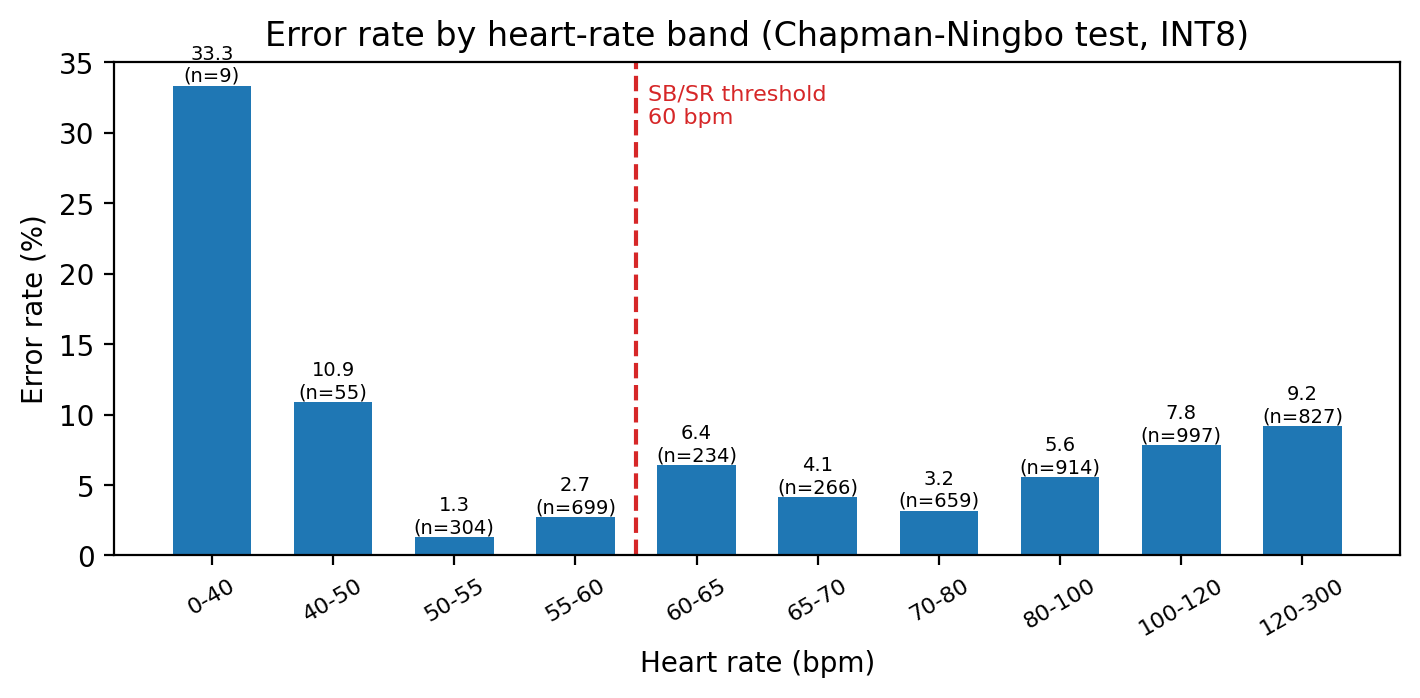 Error rate by heart-rate band (Chapman-Ningbo test, INT8)
Error rate (%)
35
30
25
20
15
10
5
0
33.3
(n=9)
10.9
(n=55)
1.3
(n=304)
2.7
(n=699)
SB/SR threshold
60 bpm
6.4
(n=234)
4.1
(n=266)
3.2
(n=659)
5.6
(n=914)
7.8
(n=997)
9.2
(n=827)
0-40
40-50
50-55
55-60
60-65
65-70
70-80
80-100
100-120
120-300
Heart rate (bpm)